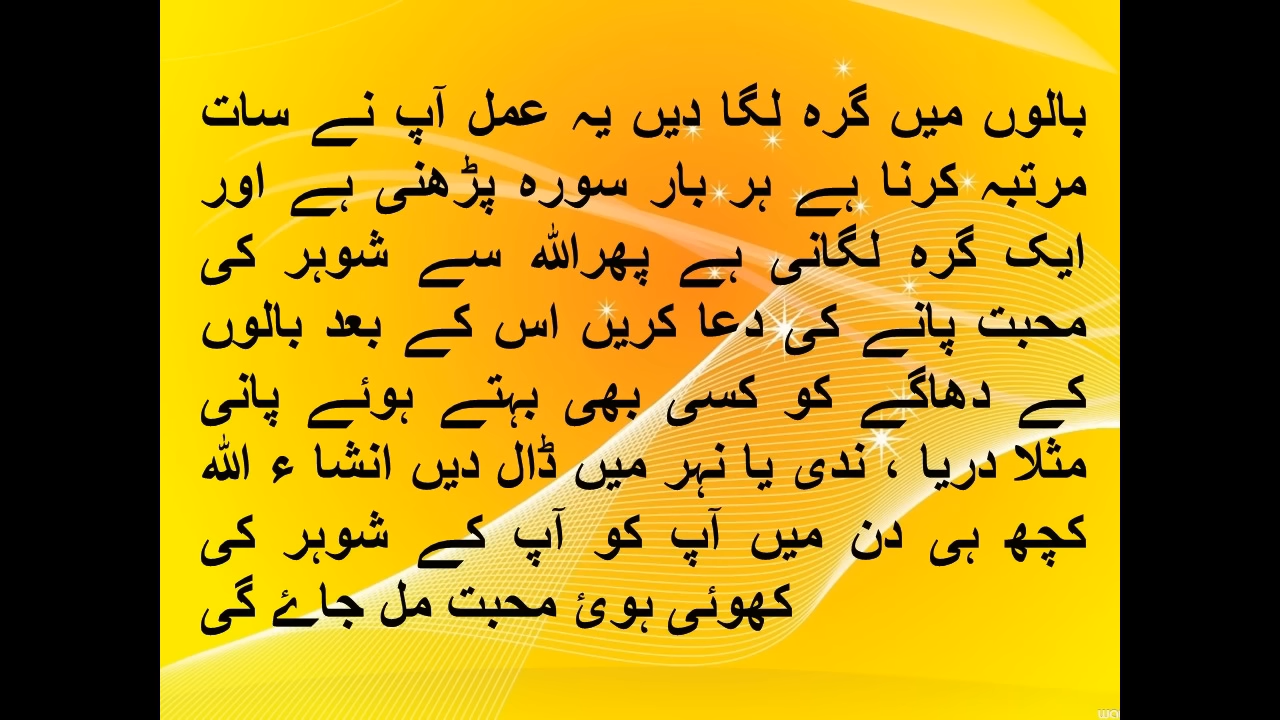 بالوں میں گرہ لگا دیں یہ عمل آپ نے سات
مرتبہ کرنا ہے ہر بار سورہ پڑھنی ہے اور
ایک گرہ لگانی ہے پھراللہ سے شوہر کی
محبت پانے کی دعا کریں اس کے بعد بالوں
کے دھاگے کو کسی بھی بہتے ہوئے پانی
مثلا دریا ، ندی یا نہر میں ڈال دیں انشا ء اللہ
کچھ ہی دن میں آپ کو آپ کے شوہر کی
کھوئی ہوئ محبت مل جاۓ گی